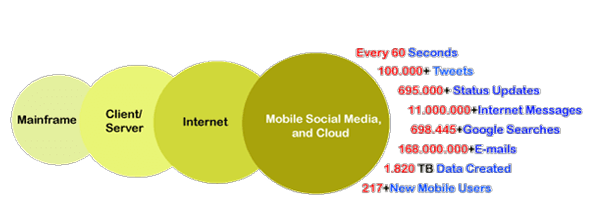 Mainframe
Client/
Server
Internet
Mobile Social Media,
and Cloud
Every 60 Seconds
100.000+ Tweets
695.000+ Status Updates
11.000.000+Internet Messages
698.445+Google Searches
168.000.000+E-mails
1.820 TB Data Created
217+New Mobile Users